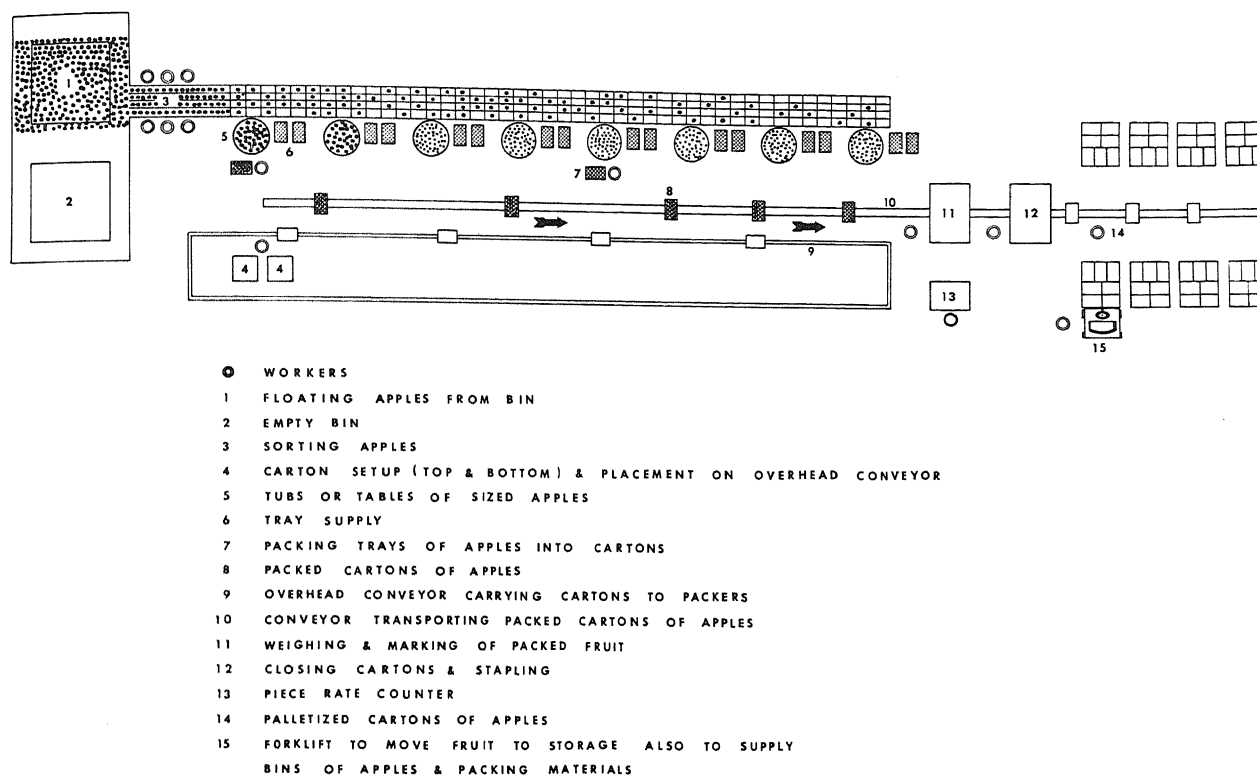 1
3
5
6
2
7
8
10
11
12
14
9
4 4
13
15
WORKERS
1 FLOATING APPLES FROM BIN
2 EMPTY BIN
3 SORTING APPLES
4 CARTON SETUP (TOP & BOTTOM) & PLACEMENT ON OVERHEAD CONVEYOR
5 TUBS OR TABLES OF SIZED APPLES
6 TRAY SUPPLY
7 PACKING TRAYS OF APPLES INTO CARTONS
8 PACKED CARTONS OF APPLES
9 OVERHEAD CONVEYOR CARRYING CARTONS TO PACKERS
10 CONVEYOR TRANSPORTING PACKED CARTONS OF APPLES
11 WEIGHING & MARKING OF PACKED FRUIT
12 CLOSING CARTONS & STAPLING
13 PIECE RATE COUNTER
14 PALLETIZED CARTONS OF APPLES
15 FORKLIFT TO MOVE FRUIT TO STORAGE ALSO TO SUPPLY
BINS OF APPLES & PACKING MATERIALS